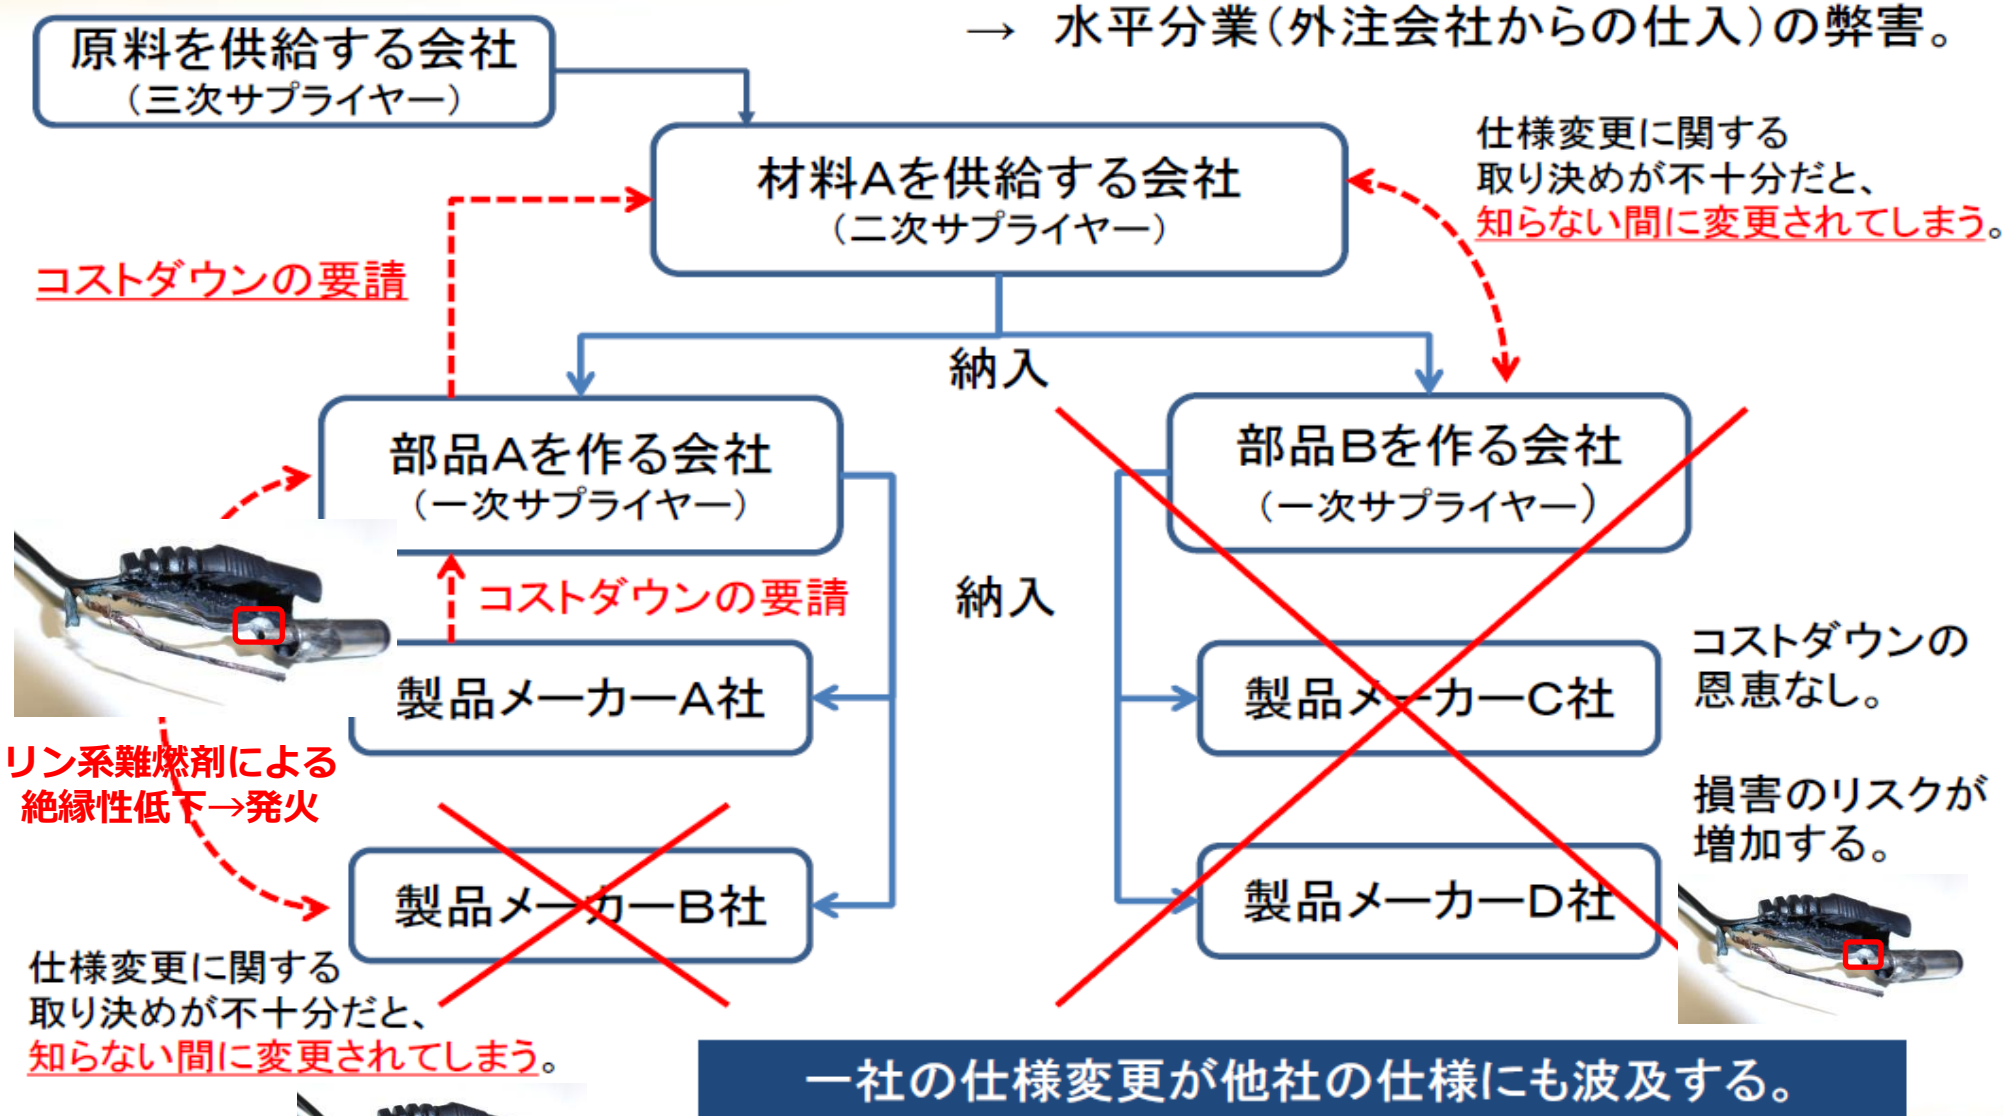 → 水平分業(外注会社からの仕入)の弊害。
原料を供給する会社
(三次サプライヤー)
材料Aを供給する会社
(二次サプライヤー)
仕様変更に関する
取り決めが不十分だと、
知らない間に変更されてしまう。
コストダウンの要請
納入
部品Aを作る会社
(一次サプライヤー)
部品Bを作る会社
(一次サプライヤー)
コストダウンの要請
納入
製品メーカーA社
製品メーカーC社
コストダウンの
恩恵なし。
リン系難燃剤による
絶縁性低下→発火
損害のリスクが
増加する。
製品メーカーB社
製品メーカーD社
仕様変更に関する
取り決めが不十分だと、
知らない間に変更されてしまう。
一社の仕様変更が他社の仕様にも波及する。